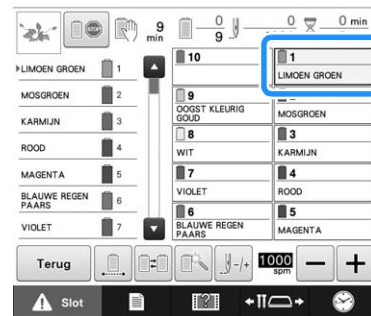 9 min
0
9
0
0 min
LIMOEN GROEN 1
MOSGROEN 2
KARMIJN 3
ROOD 4
MAGENTA 5
BLAUWE REGEN
PAARS 6
VIOLET 7
10
1
LIMOEN GROEN
9
OOGST KLEURIG
GOUD
MOSGROEN
8
WIT
3
KARMIJN
7
VIOLET
4
ROOD
6
BLAUWE REGEN
PAARS
5
MAGENTA
Terug
-/+
1000
spm
−
+
Slot